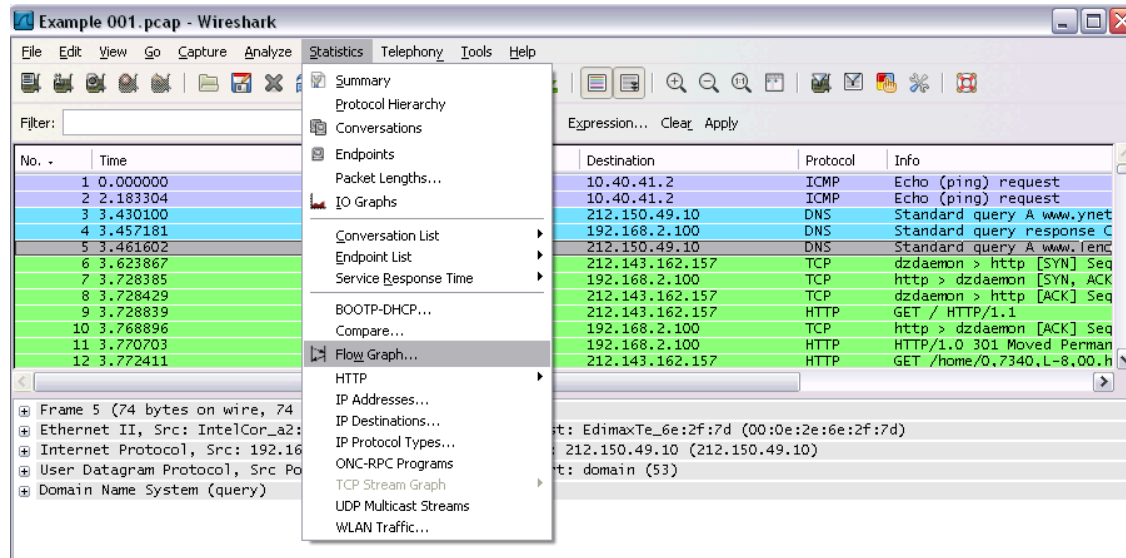 Example 001.pcap - Wireshark
File Edit View Go Capture Analyze Statistics Telephony Tools Help
Filter: Expression... Clear Apply
Summary
Protocol Hierarchy
Conversations
Endpoints
Packet Lengths...
IO Graphs
Conversation List
Endpoint List
Service Response Time
BOOTP-DHCP...
Compare...
Flow Graph...
HTTP
IP Addresses...
IP Destinations...
IP Protocol Types...
ONC-RPC Programs
TCP Stream Graph
UDP Multicast Streams
WLAN Traffic...
No. Time Destination Protocol Info
1 0.000000 10.40.41.2 ICMP Echo (ping) request
2 2.183304 10.40.41.2 ICMP Echo (ping) request
3 3.430100 212.150.49.10 DNS Standard query A www.ynet
4 3.457181 192.168.2.100 DNS Standard query response C
5 3.461602 212.150.49.10 DNS Standard query A
6 3.623867 212.143.162.157 TCP dzdaemon > http [SYN] Seq
7 3.728385 192.168.2.100 TCP http > dzdaemon [SYN, ACK
8 3.728429 212.143.162.157 TCP dzdaemon > http [ACK] Seq
9 3.728839 212.143.162.157 HTTP GET / HTTP/1.1
10 3.768896 192.168.2.100 TCP http > dzdaemon [ACK] Seq
11 3.770703 192.168.2.100 HTTP HTTP/1.0 301 Moved Perman
12 3.772411 212.143.162.157 HTTP GET /home/0,7340,L-8,00.h
Frame 5 (74 bytes on wire, 74
Ethernet II, Src: IntelCor_a2: st: EdimaxTe_6e:2f:7d (00:0e:2e:6e:2f:7d)
Internet Protocol, Src: 192.16 : 212.150.49.10 (212.150.49.10)
User Datagram Protocol, Src Po t: domain (53)
Domain Name System (query)